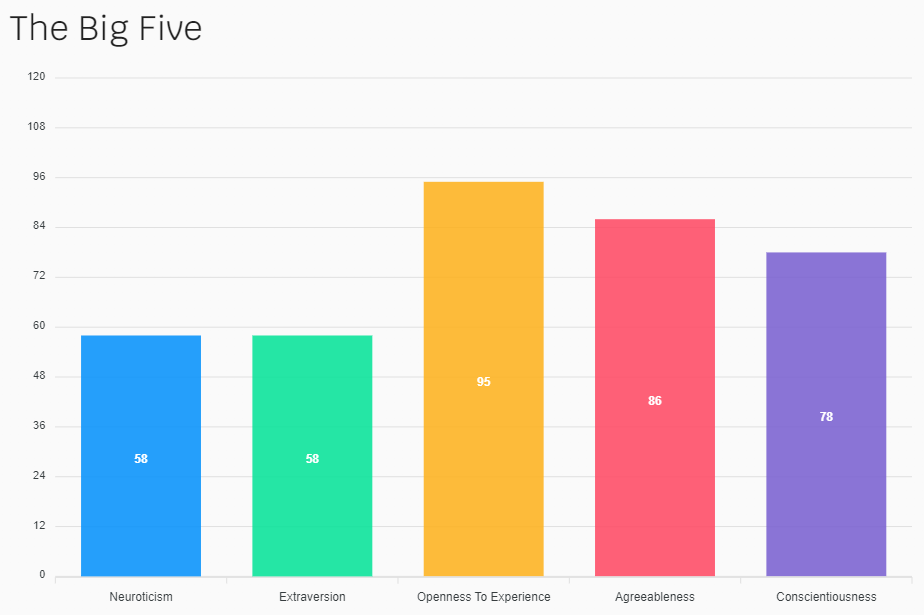 The Big Five
120
108
96
84
72
60
48
36
24
12
0
58
58
95
86
78
Neuroticism
Extraversion
Openness To Experience
Agreeableness
Conscientiousness